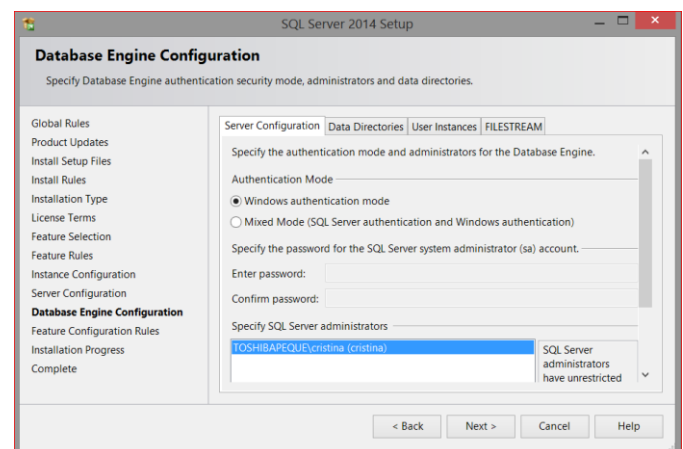 SQL Server 2014 Setup
Database Engine Configuration
Specify Database Engine authentication security mode, administrators and data directories.
Global Rules
Product Updates
Install Setup Files
Install Rules
Installation Type
License Terms
Feature Selection
Feature Rules
Instance Configuration
Server Configuration
Database Engine Configuration
Feature Configuration Rules
Installation Progress
Complete
Server Configuration Data Directories User Instances FILESTREAM
Specify the authentication mode and administrators for the Database Engine.
Authentication Mode
Windows authentication mode
Mixed Mode (SQL Server authentication and Windows authentication)
Specify the password for the SQL Server system administrator (sa) account.
Enter password:
Confirm password:
Specify SQL Server administrators
TOSHIBAPEQUE\cristina (cristina)
SQL Server
administrators
have unrestricted
< Back Next > Cancel Help